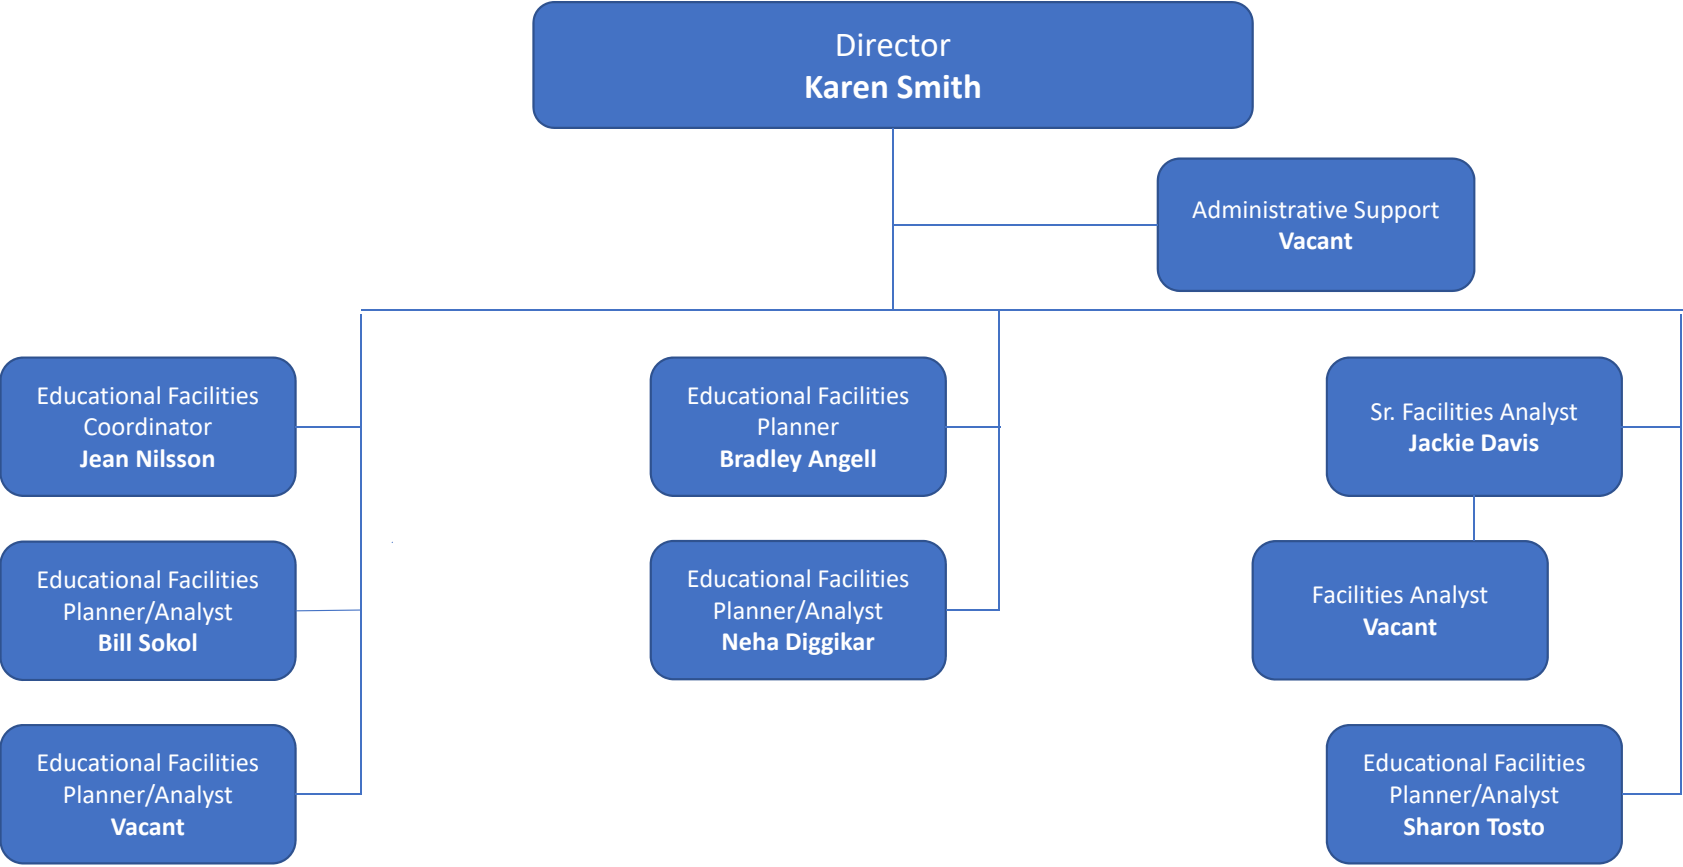 Director
Karen Smith
Administrative Support
Vacant
Educational Facilities
Coordinator
Jean Nilsson
Educational Facilities
Planner
Bradley Angell
Sr. Facilities Analyst
Jackie Davis
Educational Facilities
Planner/Analyst
Bill Sokol
Educational Facilities
Planner/Analyst
Neha Diggikar
Facilities Analyst
Vacant
Educational Facilities
Planner/Analyst
Vacant
Educational Facilities
Planner/Analyst
Sharon Tosto